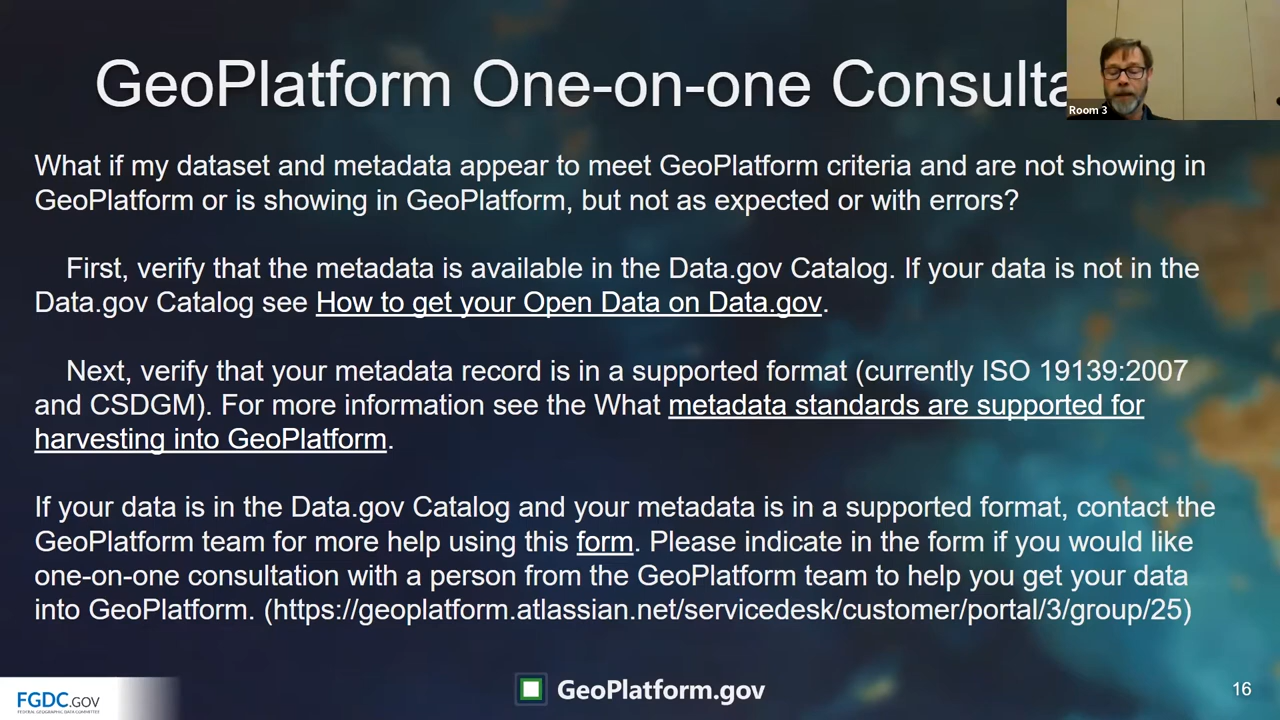 GeoPlatform One-on-one Consulta
Room 3
What if my dataset and metadata appear to meet GeoPlatform criteria and are not showing in
GeoPlatform or is showing in GeoPlatform, but not as expected or with errors?
First, verify that the metadata is available in the Data.gov Catalog. If your data is not in the
Data.gov Catalog see How to get your Open Data on Data.gov.
Next, verify that your metadata record is in a supported format (currently ISO 19139:2007
and CSDGM). For more information see the What metadata standards are supported for
harvesting into GeoPlatform.
If your data is in the Data.gov Catalog and your metadata is in a supported format, contact the
GeoPlatform team for more help using this form. Please indicate in the form if you would like
one-on-one consultation with a person from the GeoPlatform team to help you get your data
into GeoPlatform. (https://geoplatform.atlassian.net/servicedesk/customer/portal/3/group/25)
FGDC.GOV
FEDERAL GEOGRAPHIC DATA COMMITTEE
GeoPlatform.gov
16